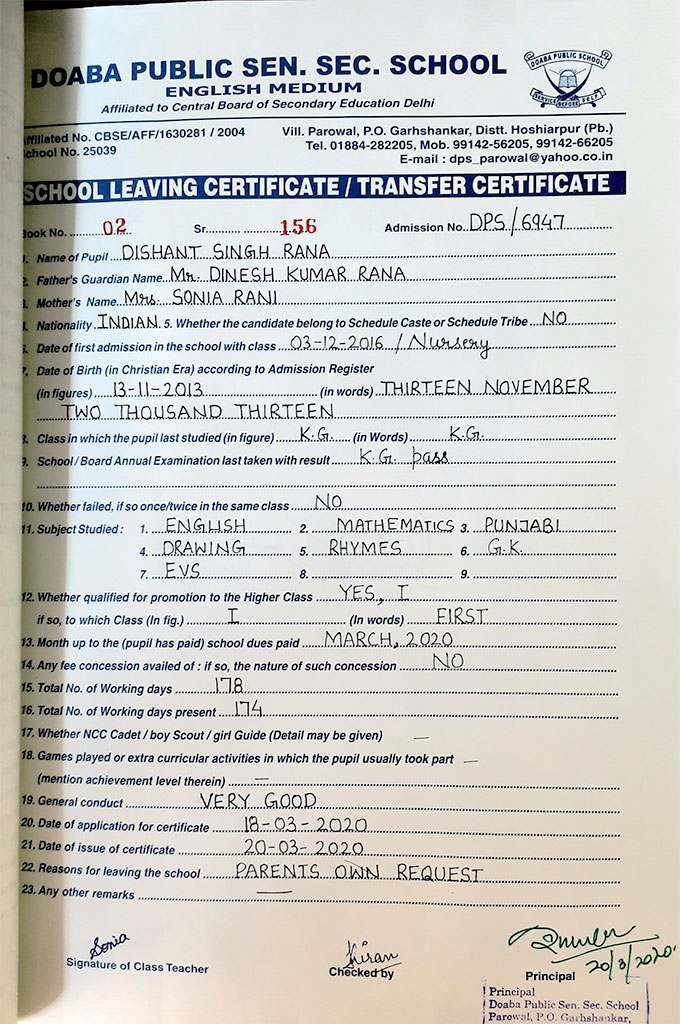 DOABA PUBLIC SEN. SEC. SCHOOL
ENGLISH MEDIUM
Affiliated to Central Board of Secondary Education Delhi
DOABA PUBLIC SCHOOL
SERVICE BEFORE SELF
ffiliated No. CBSE/AFF/1630281 / 2004
chool No. 25039
Vill. Parowal, P.O. Garhshankar, Distt. Hoshiarpur (Pb.)
Tel. 01884-282205, Mob. 99142-56205, 99142-66205
E-mail : dps_parowal@yahoo.co.in
SCHOOL LEAVING CERTIFICATE / TRANSFER CERTIFICATE
ook No. 02 Sr. 156 Admission No. DPS/6947
. Name of Pupil DISHANT SINGH RANA
. Father's Guardian Name Mr. DINESH KUMAR RANA
. Mother's Name Mrs. SONIA RANI
. Nationality INDIAN. 5. Whether the candidate belong to Schedule Caste or Schedule Tribe NO
. Date of first admission in the school with class 03-12-2016 / Nursery
. Date of Birth (in Christian Era) according to Admission Register
(in figures) 13-11-2013 (in words) THIRTEEN NOVEMBER
TWO THOUSAND THIRTEEN
8. Class in which the pupil last studied (in figure) K.G. (in Words) K.G.
9. School / Board Annual Examination last taken with result K.G. pass
10. Whether failed, if so once/twice in the same class NO
11. Subject Studied : 1. ENGLISH 2. MATHEMATICS 3. PUNJABI
4. DRAWING 5. RHYMES 6. G.K.
7. EVS 8. 9.
12. Whether qualified for promotion to the Higher Class YES, I
if so, to which Class (In fig.) I (In words) FIRST
13. Month up to the (pupil has paid) school dues paid MARCH, 2020
14. Any fee concession availed of : if so, the nature of such concession NO
15. Total No. of Working days 178
16. Total No. of Working days present 174
17. Whether NCC Cadet / boy Scout / girl Guide (Detail may be given) —
18. Games played or extra curricular activities in which the pupil usually took part —
(mention achievement level therein) —
19. General conduct VERY GOOD
20. Date of application for certificate 18-03-2020
21. Date of issue of certificate 20-03-2020
22. Reasons for leaving the school PARENTS OWN REQUEST
23. Any other remarks —
Sonia
Signature of Class Teacher
Kiran
Checked by
Principal
20/3/2020.
Principal
Doaba Public Sen. Sec. School
Parowal, P.O. Garhshankar,